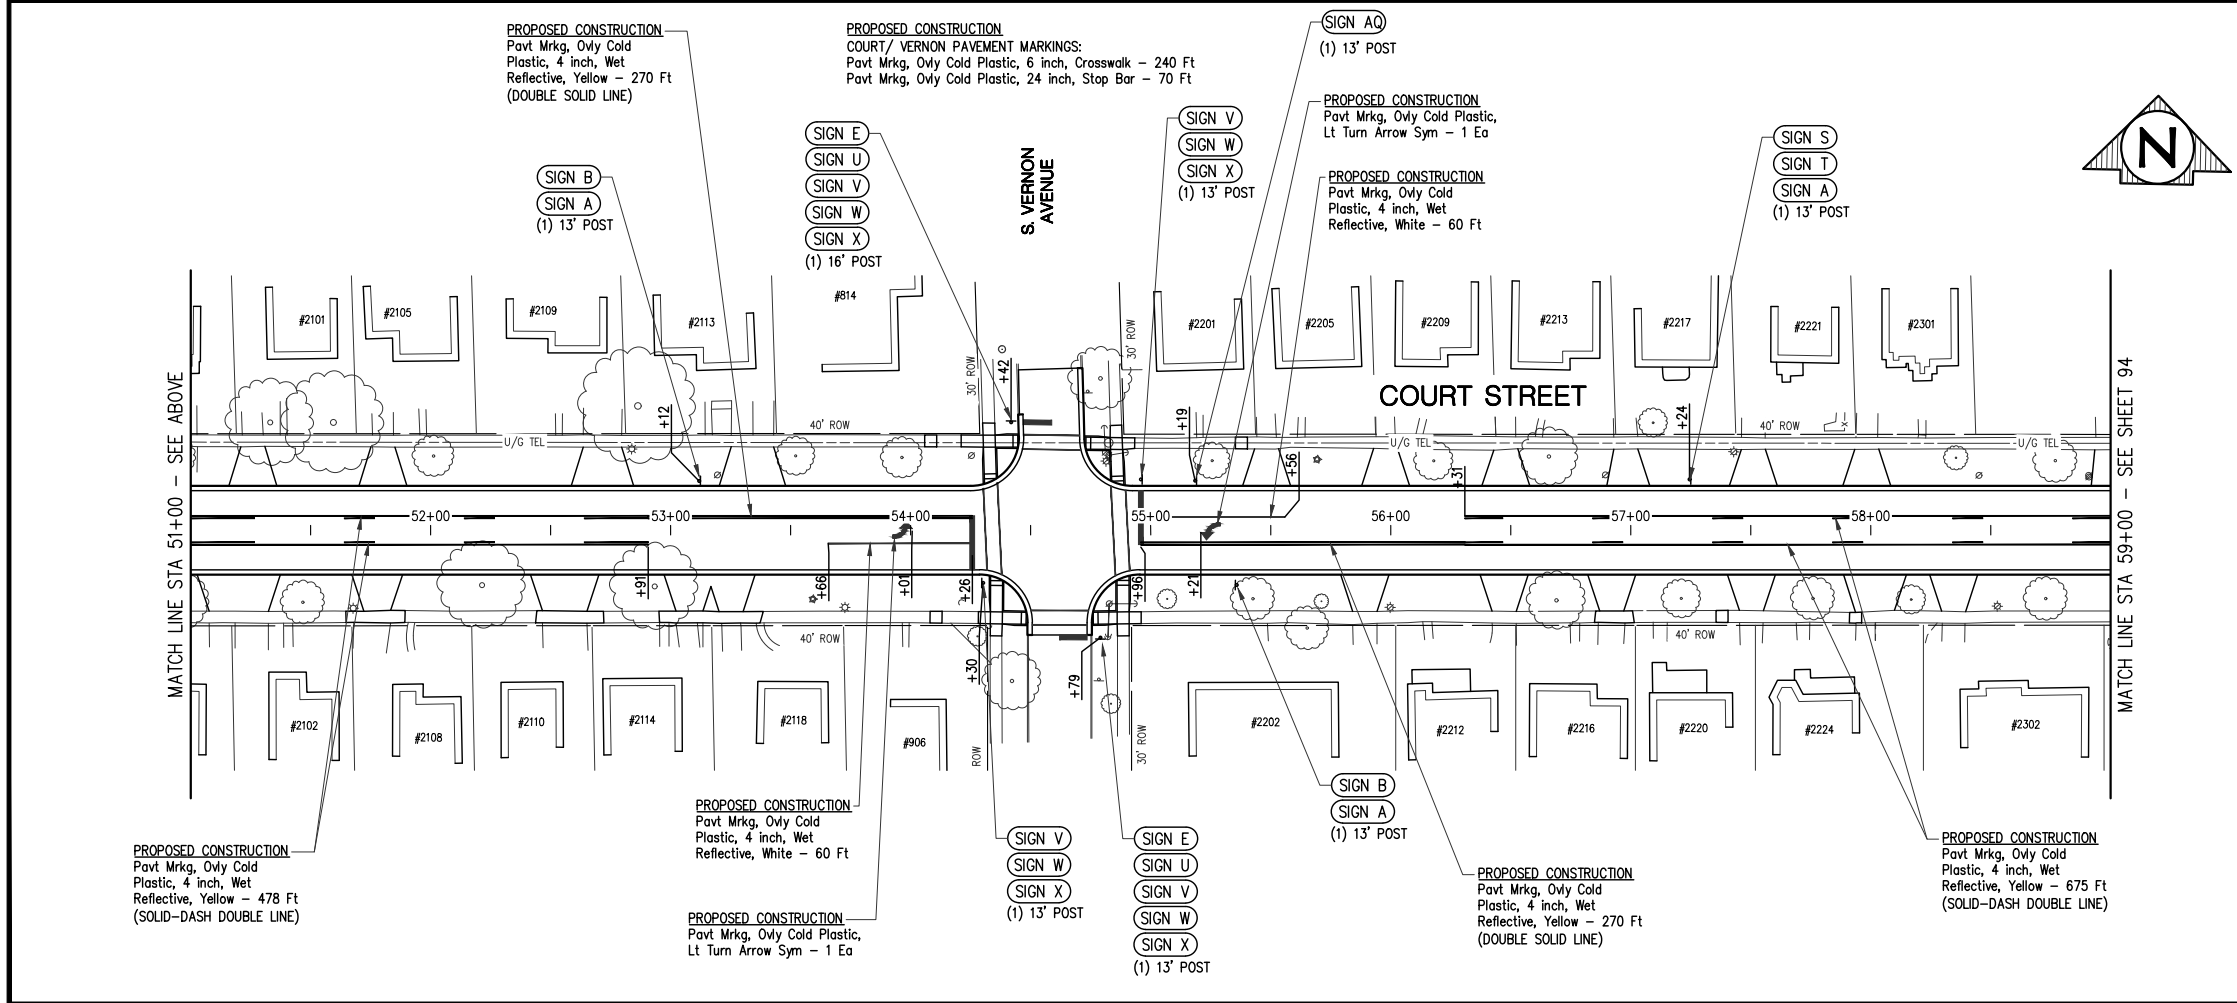 PROPOSED CONSTRUCTION
Pavt Mrkg, Ovly Cold
Plastic, 4 inch, Wet
Reflective, Yellow – 270 Ft
(DOUBLE SOLID LINE)
PROPOSED CONSTRUCTION
COURT/ VERNON PAVEMENT MARKINGS:
Pavt Mrkg, Ovly Cold Plastic, 6 inch, Crosswalk – 240 Ft
Pavt Mrkg, Ovly Cold Plastic, 24 inch, Stop Bar – 70 Ft
SIGN AQ
(1) 13' POST
PROPOSED CONSTRUCTION
Pavt Mrkg, Ovly Cold Plastic,
Lt Turn Arrow Sym – 1 Ea
SIGN B
SIGN A
(1) 13' POST
SIGN E
SIGN U
SIGN V
SIGN W
SIGN X
(1) 16' POST
S. VERNON
AVENUE
SIGN V
SIGN W
SIGN X
(1) 13' POST
PROPOSED CONSTRUCTION
Pavt Mrkg, Ovly Cold
Plastic, 4 inch, Wet
Reflective, White – 60 Ft
SIGN S
SIGN T
SIGN A
(1) 13' POST
N
#2101
#2105
#2109
#2113
#814
#2201
#2205
#2209
#2213
#2217
#2221
#2301
30' ROW
+42
30' ROW
COURT STREET
MATCH LINE STA 51+00 – SEE ABOVE
MATCH LINE STA 59+00 – SEE SHEET 94
+12
40' ROW
+19
+24
40' ROW
U/G TEL
U/G TEL
U/G TEL
+56
+31
52+00
53+00
54+00
55+00
56+00
57+00
58+00
+91
+66
+01
+26
+96
+21
40' ROW
40' ROW
+30
+79
P
#2102
#2108
#2110
#2114
#2118
#906
ROW
30' ROW
#2202
#2212
#2216
#2220
#2224
#2302
SIGN B
SIGN A
(1) 13' POST
PROPOSED CONSTRUCTION
Pavt Mrkg, Ovly Cold
Plastic, 4 inch, Wet
Reflective, White – 60 Ft
PROPOSED CONSTRUCTION
Pavt Mrkg, Ovly Cold
Plastic, 4 inch, Wet
Reflective, Yellow – 478 Ft
(SOLID–DASH DOUBLE LINE)
SIGN V
SIGN W
SIGN X
(1) 13' POST
SIGN E
SIGN U
SIGN V
SIGN W
SIGN X
(1) 13' POST
PROPOSED CONSTRUCTION
Pavt Mrkg, Ovly Cold
Plastic, 4 inch, Wet
Reflective, Yellow – 675 Ft
(SOLID–DASH DOUBLE LINE)
PROPOSED CONSTRUCTION
Pavt Mrkg, Ovly Cold
Plastic, 4 inch, Wet
Reflective, Yellow – 270 Ft
(DOUBLE SOLID LINE)
PROPOSED CONSTRUCTION
Pavt Mrkg, Ovly Cold Plastic,
Lt Turn Arrow Sym – 1 Ea